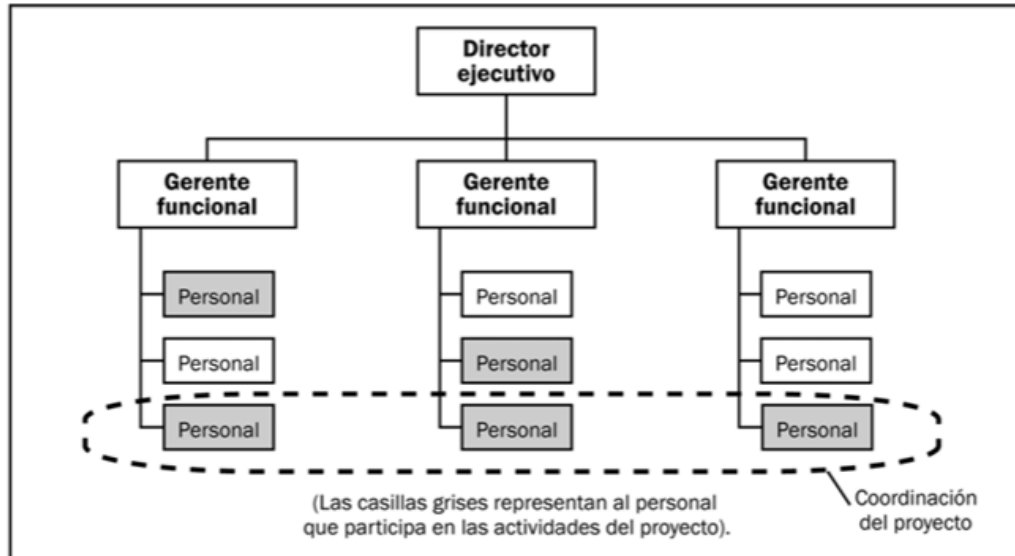 Director
ejecutivo
Gerente
funcional
Gerente
funcional
Gerente
funcional
Personal
Personal
Personal
Personal
Personal
Personal
Personal
Personal
Personal
(Las casillas grises representan al personal
que participa en las actividades del proyecto).
Coordinación
del proyecto